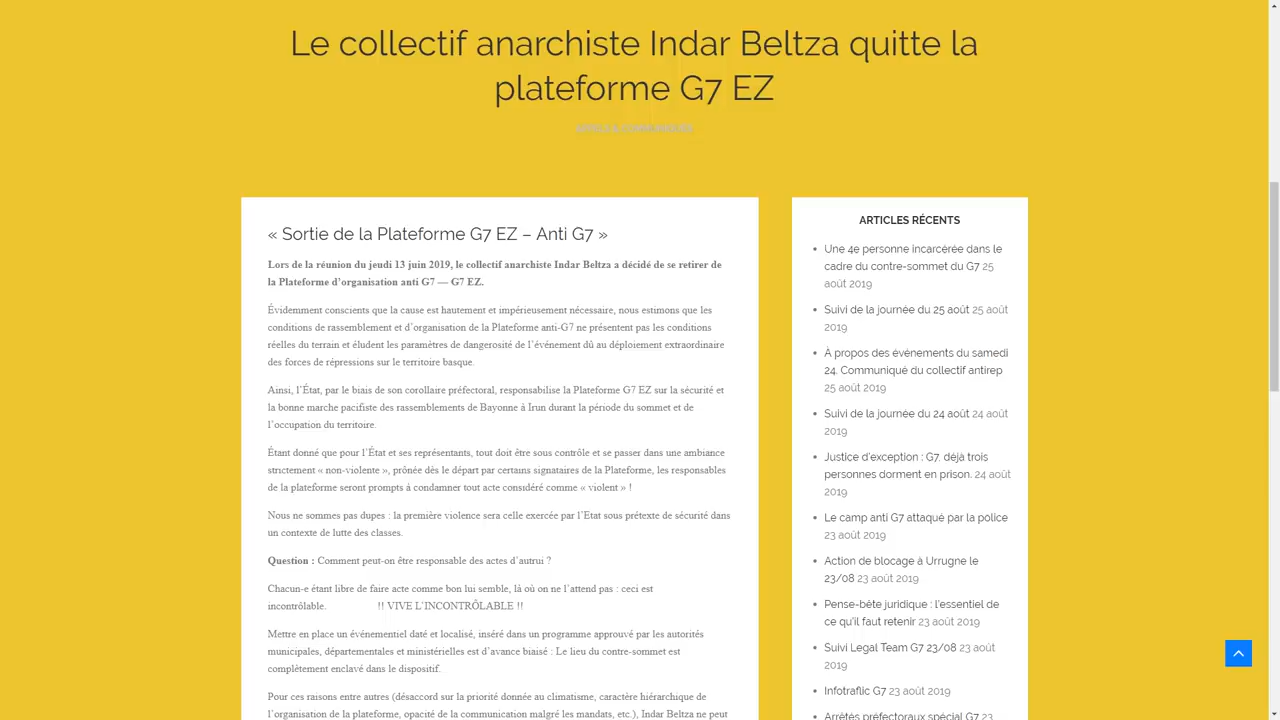 Le collectif anarchiste Indar Beltza quitte la
plateforme G7 EZ
« Sortie de la Plateforme G7 EZ – Anti G7 »
Lors de la réunion du jeudi 13 juin 2019, le collectif anarchiste Indar Beltza a décidé de se retirer de
la Plateforme d'organisation anti G7 — G7 EZ.
Évidemment conscients que la cause est hautement et impérieusement nécessaire, nous estimons que les
conditions de rassemblement et d'organisation de la Plateforme anti-G7 ne présentent pas les conditions
réelles du terrain et éludent les paramètres de dangerosité de l'événement dû au déploiement extraordinaire
des forces de répressions sur le territoire basque.
Ainsi, l'État, par le biais de son corollaire préfectoral, responsabilise la Plateforme G7 EZ sur la sécurité et
la bonne marche pacifiste des rassemblements de Bayonne à Irun durant la période du sommet et de
l'occupation du territoire.
Étant donné que pour l'État et ses représentants, tout doit être sous contrôle et se passer dans une ambiance
strictement « non-violente », prônée dès le départ par certains signataires de la Plateforme, les responsables
de la plateforme seront prompts à condamner tout acte considéré comme « violent » !
Nous ne sommes pas dupes : la première violence sera celle exercée par l'Etat sous prétexte de sécurité dans
un contexte de lutte des classes.
Question : Comment peut-on être responsable des actes d'autrui ?
Chacun-e étant libre de faire acte comme bon lui semble, là où on ne l'attend pas : ceci est
incontrôlable. !! VIVE L'INCONTRÔLABLE !!
Mettre en place un événementiel daté et localisé, inséré dans un programme approuvé par les autorités
municipales, départementales et ministérielles est d'avance biaisé : Le lieu du contre-sommet est
complètement enclavé dans le dispositif.
Pour ces raisons entre autres (désaccord sur la priorité donnée au climatisme, caractère hiérarchique de
l'organisation de la plateforme, opacité de la communication malgré les mandats, etc.), Indar Beltza ne peut
ARTICLES RÉCENTS
Une 4e personne incarcérée dans le
cadre du contre-sommet du G7 25
août 2019
Suivi de la journée du 25 août 25 août
2019
À propos des événements du samedi
24. Communiqué du collectif antirep
25 août 2019
Suivi de la journée du 24 août 24 août
2019
Justice d'exception : G7, déjà trois
personnes dorment en prison. 24 août
2019
Le camp anti G7 attaqué par la police
23 août 2019
Action de blocage à Urrugne le
23/08 23 août 2019
Pense-bête juridique : l'essentiel de
ce qu'il faut retenir 23 août 2019
Suivi Legal Team G7 23/08 23 août
2019
Infotraflic G7 23 août 2019
Arrêtés préfectoraux spécial G7 23